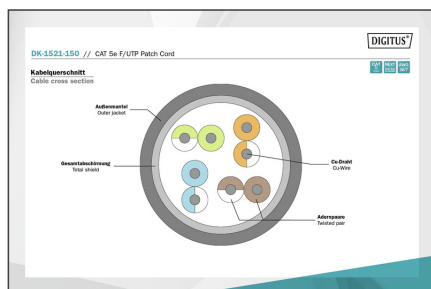 DIGITUS®
DK-1521-150 // CAT 5e F/UTP Patch Cord
Kabelquerschnitt
Cable cross section
Außenmantel
Outer jacket
Gesamtabschirmung
Total shield
Cu-Draht
Cu-Wire
Adernpaare
Twisted pair